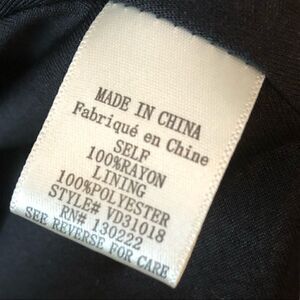 MADE IN CHINA
Fabriqué en Chine
SELF
100%RAYON
LINING
100%POLYESTER
STYLE# VD31018
RN# 130222
SEE REVERSE FOR CARE